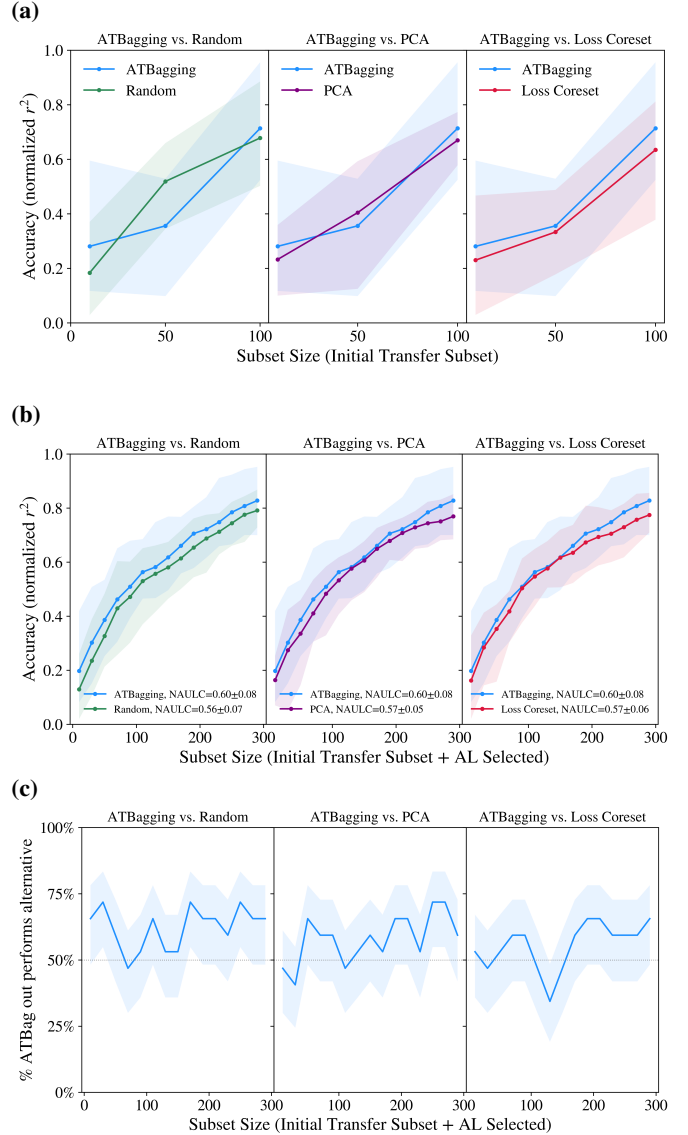 (a)
ATBagging vs. Random
ATBagging vs. PCA
ATBagging vs. Loss Coreset
ATBagging
Random
ATBagging
PCA
ATBagging
Loss Coreset
Accuracy (normalized r²)
1.0
0.8
0.6
0.4
0.2
0.0
0
50
100
50
100
50
100
Subset Size (Initial Transfer Subset)
(b)
ATBagging vs. Random
ATBagging vs. PCA
ATBagging vs. Loss Coreset
Accuracy (normalized r²)
1.0
0.8
0.6
0.4
0.2
0.0
ATBagging, NAULC=0.60±0.08
Random, NAULC=0.56±0.07
ATBagging, NAULC=0.60±0.08
PCA, NAULC=0.57±0.05
ATBagging, NAULC=0.60±0.08
Loss Coreset, NAULC=0.57±0.06
0
100
200
300
100
200
300
100
200
300
Subset Size (Initial Transfer Subset + AL Selected)
(c)
ATBagging vs. Random
ATBagging vs. PCA
ATBagging vs. Loss Coreset
% ATBag out performs alternative
100%
75%
50%
25%
0%
100
200
300
100
200
300
100
200
300
Subset Size (Initial Transfer Subset + AL Selected)